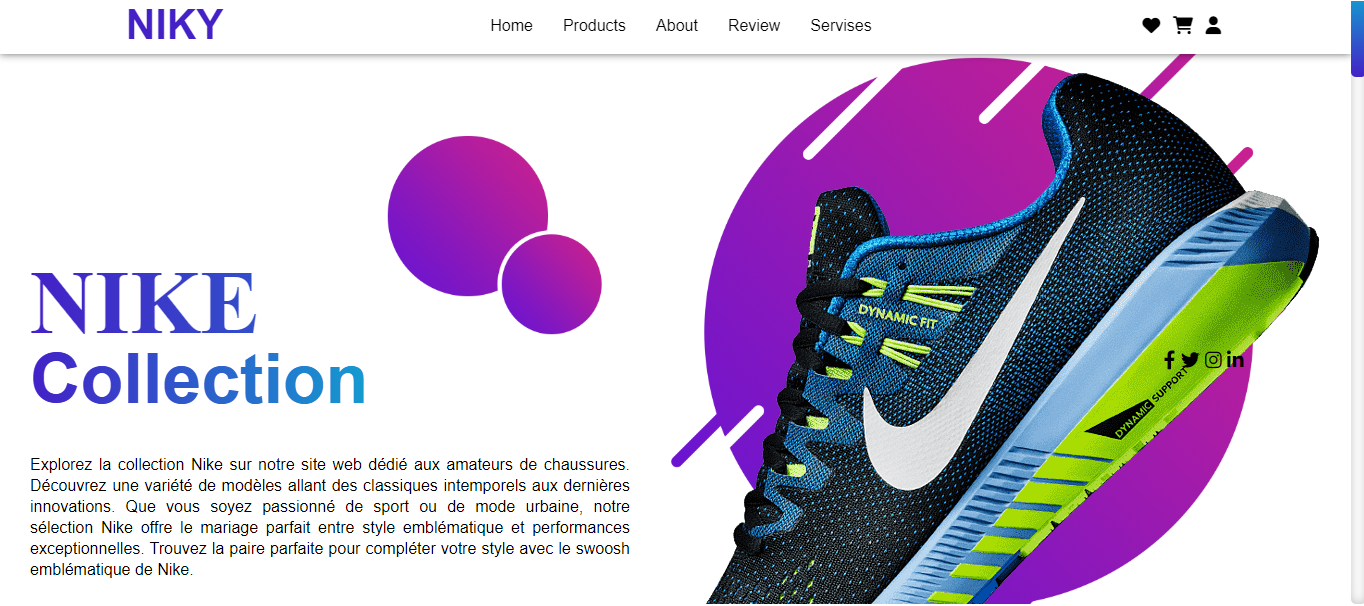 NIKY
Home Products About Review Servises
NIKE
Collection
DYNAMIC FIT
DYNAMIC SUPPORT
Explorez la collection Nike sur notre site web dédié aux amateurs de chaussures.
Découvrez une variété de modèles allant des classiques intemporels aux dernières
innovations. Que vous soyez passionné de sport ou de mode urbaine, notre
sélection Nike offre le mariage parfait entre style emblématique et performances
exceptionnelles. Trouvez la paire parfaite pour compléter votre style avec le swoosh
emblématique de Nike.